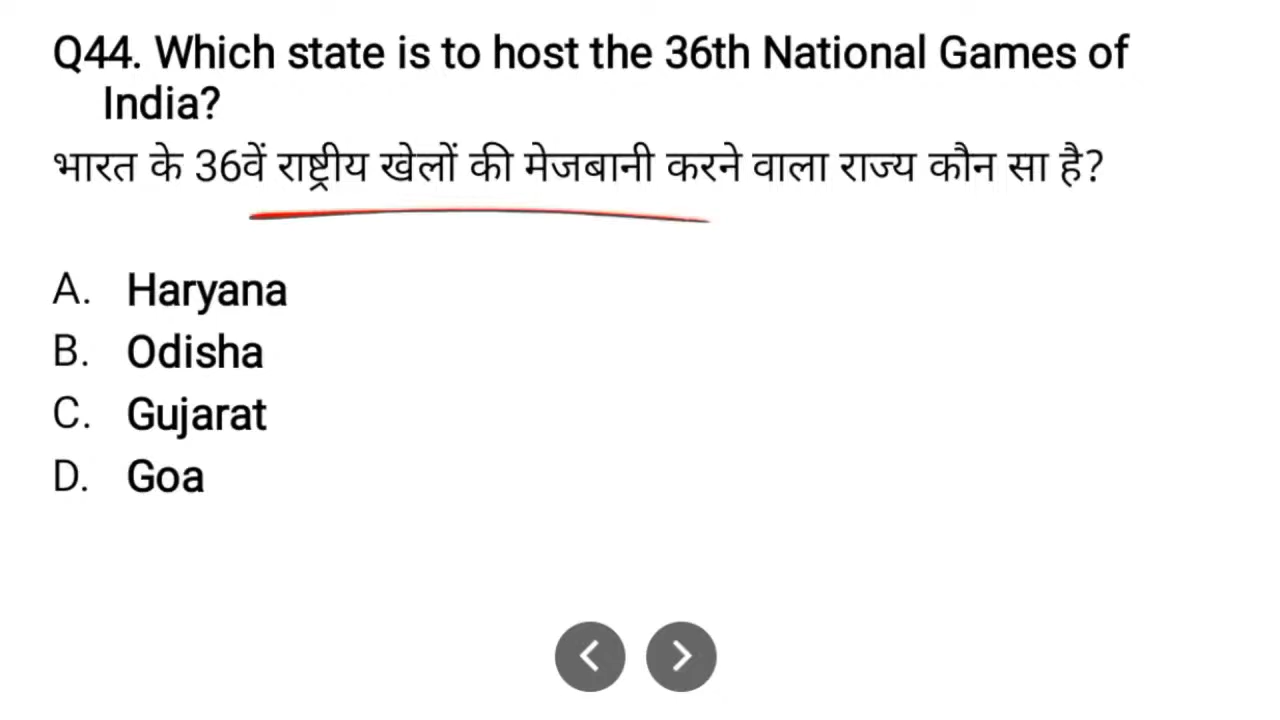 Q44. Which state is to host the 36th National Games of
India?
भारत के 36वें राष्ट्रीय खेलों की मेजबानी करने वाला राज्य कौन सा है?
A. Haryana
B. Odisha
C. Gujarat
D. Goa